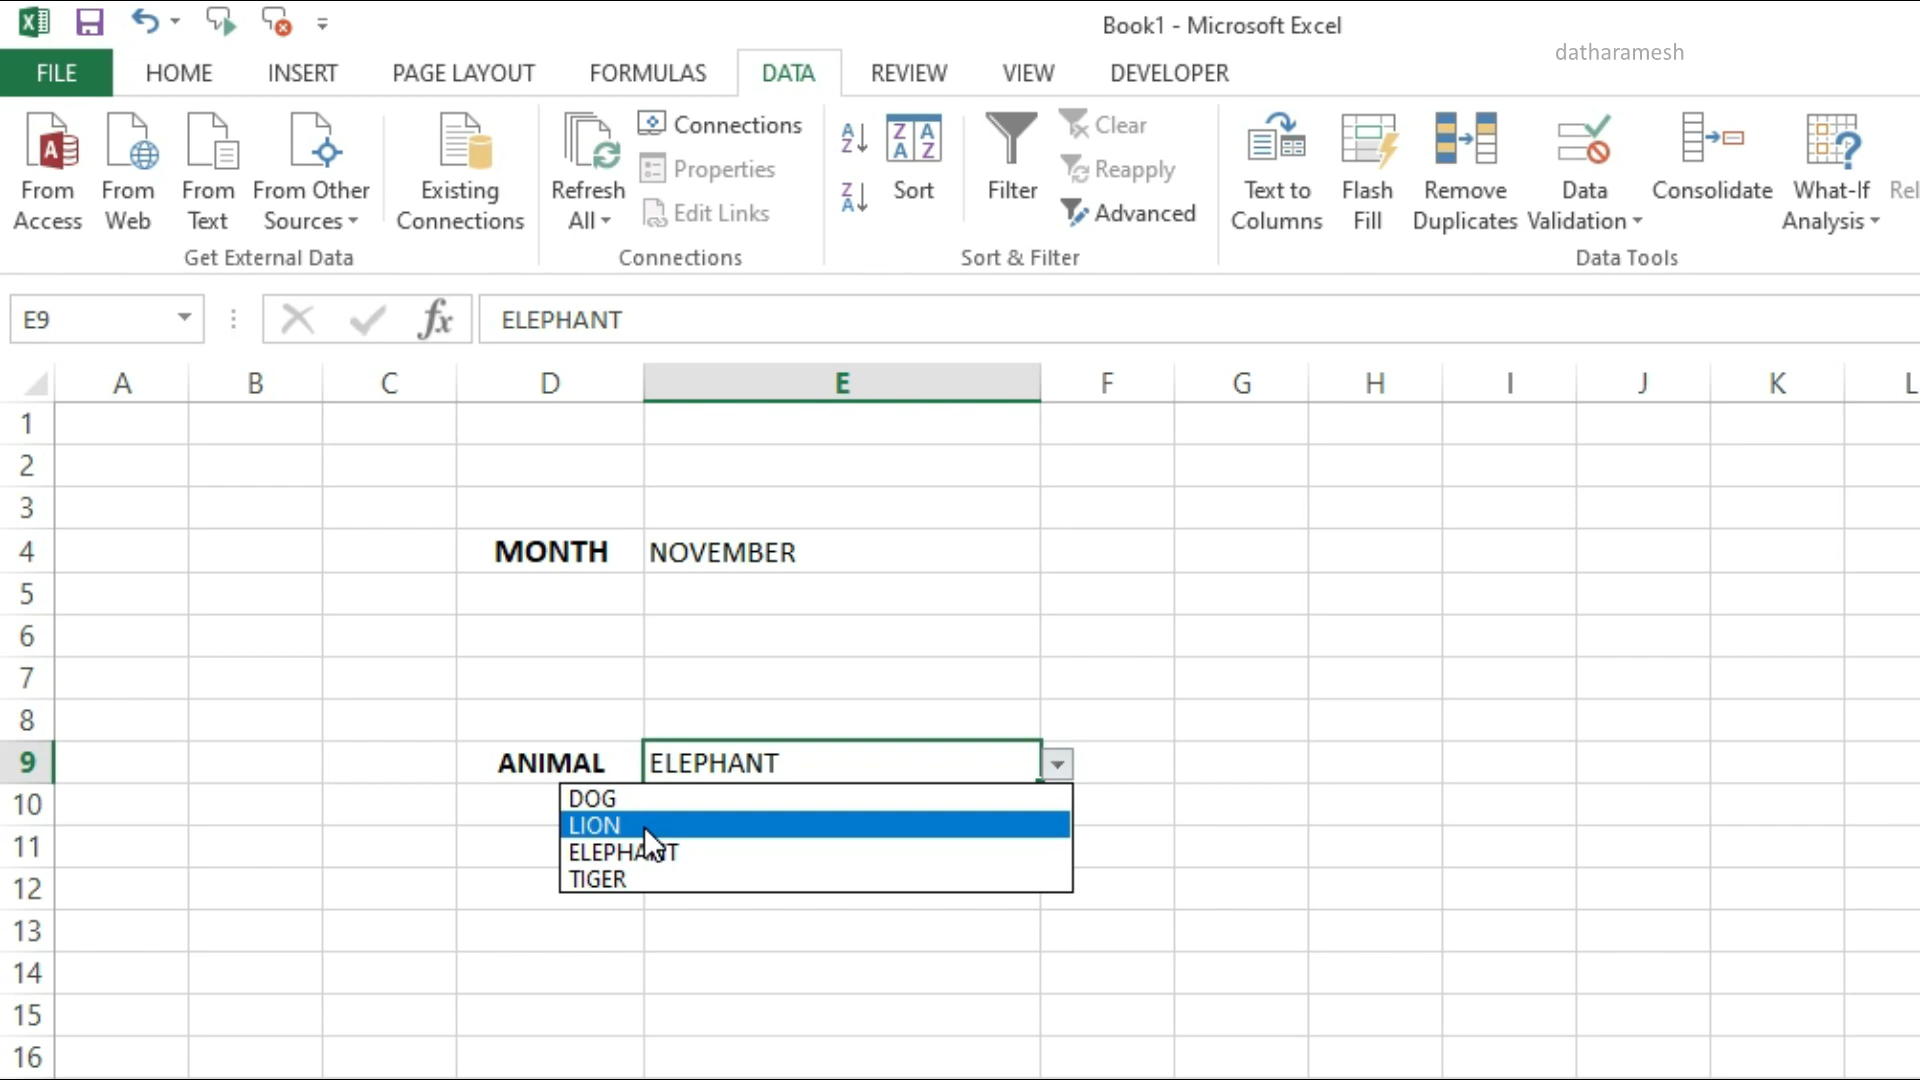 Book1 - Microsoft Excel
datharamesh
FILE HOME INSERT PAGE LAYOUT FORMULAS DATA REVIEW VIEW DEVELOPER
From Access
From Web
From Text
From Other Sources
Existing Connections
Get External Data
Refresh All
Connections
Properties
Edit Links
Connections
A Z
Z A
Z A A Z
Sort
Filter
Clear
Reapply
Advanced
Sort & Filter
Text to Columns
Flash Fill
Remove Duplicates
Data Validation
Consolidate
What-If Analysis
Rel
Data Tools
E9 fx ELEPHANT
A B C D E F G H I J K L
1
2
3
4 MONTH NOVEMBER
5
6
7
8
9 ANIMAL ELEPHANT
10 DOG
LION
11 ELEPHANT
12 TIGER
13
14
15
16